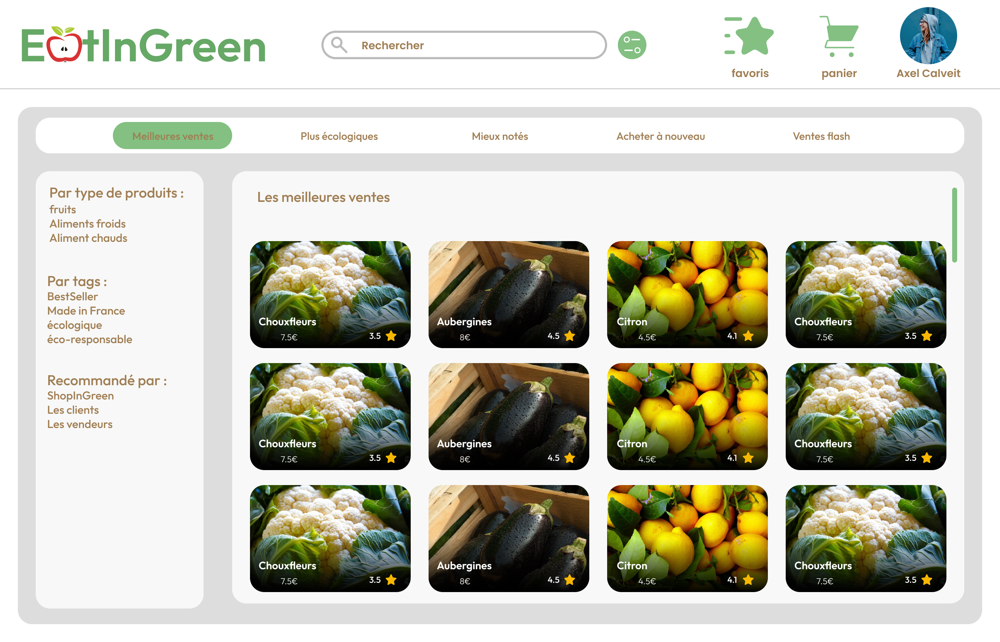 EatInGreen
Rechercher
favoris
panier
Axel Calveit
Meilleures ventes
Plus écologiques
Mieux notés
Acheter à nouveau
Ventes flash
Par type de produits :
fruits
Aliments froids
Aliment chauds
Par tags :
BestSeller
Made in France
écologique
éco-responsable
Recommandé par :
ShopInGreen
Les clients
Les vendeurs
Les meilleures ventes
Chouxfleurs
7.5€
3.5
Aubergines
8€
4.5
Citron
4.5€
4.1
Chouxfleurs
7.5€
3.5
Chouxfleurs
7.5€
3.5
Aubergines
8€
4.5
Citron
4.5€
4.1
Chouxfleurs
7.5€
3.5
Chouxfleurs
7.5€
3.5
Aubergines
8€
4.5
Citron
4.5€
4.1
Chouxfleurs
7.5€
3.5